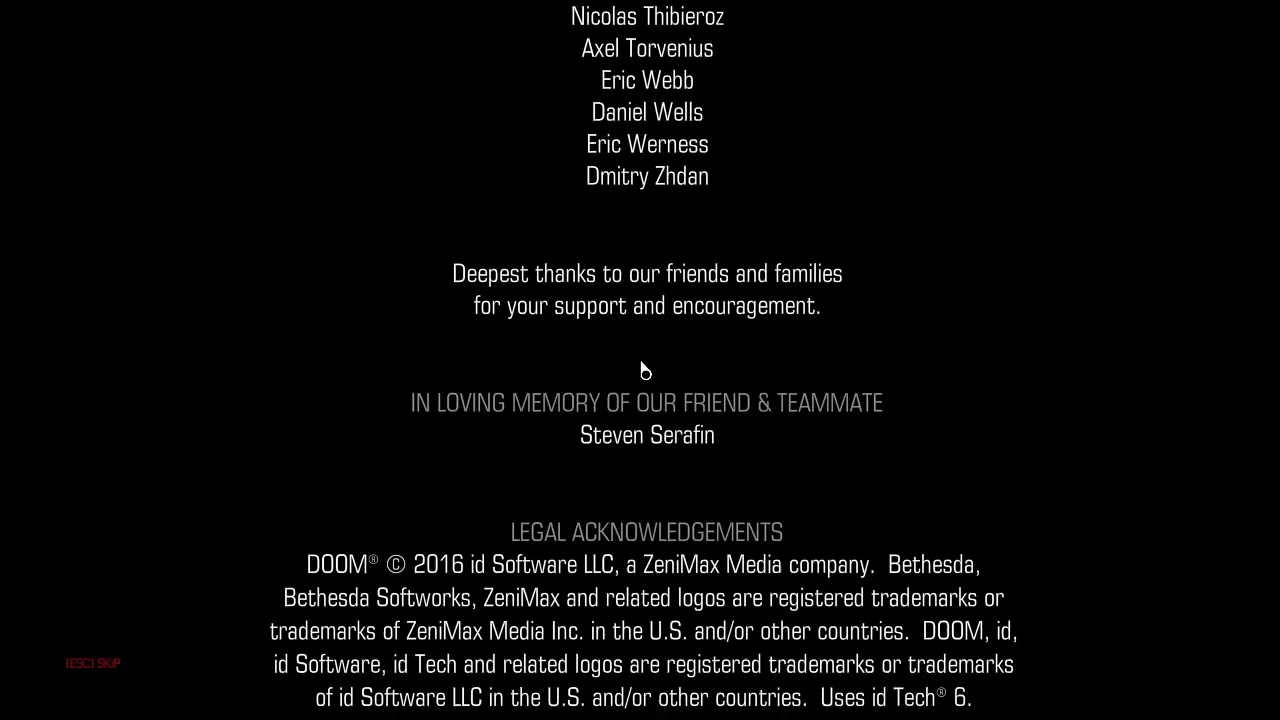 Nicolas Thibieroz
Axel Torvenius
Eric Webb
Daniel Wells
Eric Werness
Dmitry Zhdan
Deepest thanks to our friends and families
for your support and encouragement.
IN LOVING MEMORY OF OUR FRIEND & TEAMMATE
Steven Serafin
LEGAL ACKNOWLEDGEMENTS
DOOM® © 2016 id Software LLC, a ZeniMax Media company.  Bethesda,
Bethesda Softworks, ZeniMax and related logos are registered trademarks or
trademarks of ZeniMax Media Inc. in the U.S. and/or other countries.  DOOM, id,
id Software, id Tech and related logos are registered trademarks or trademarks
of id Software LLC in the U.S. and/or other countries.  Uses id Tech® 6.
[ESC] SKIP